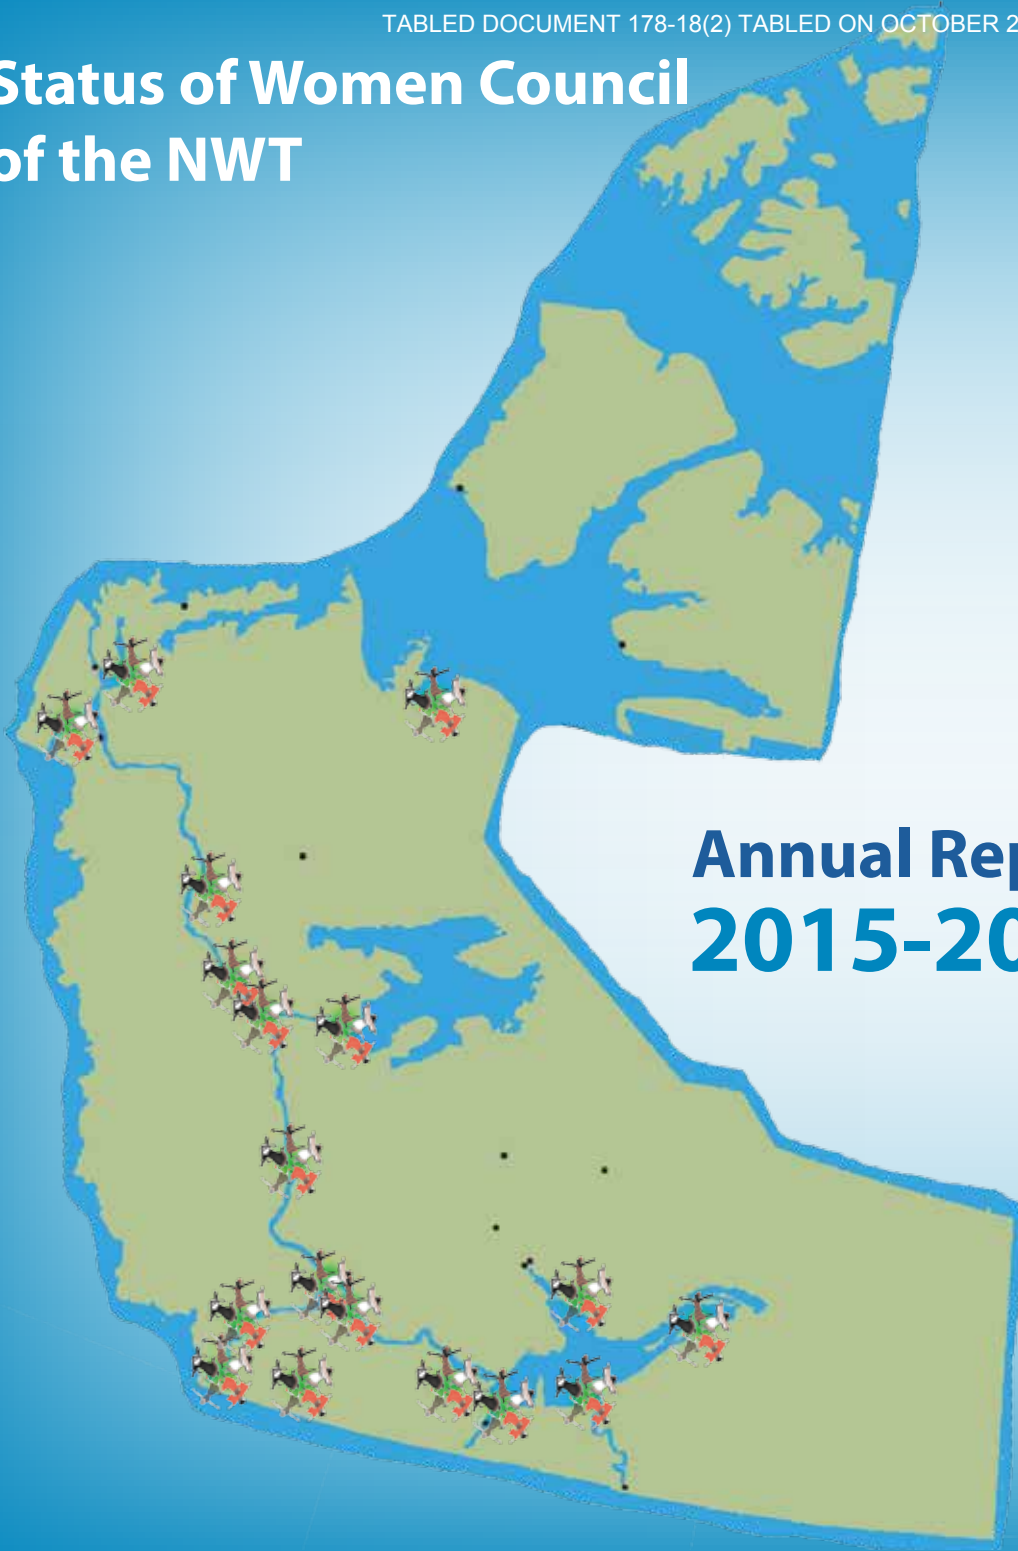 TABLED DOCUMENT 178-18(2) TABLED ON OCTOBER 2
Status of Women Council
of the NWT
Annual Rep
2015-20